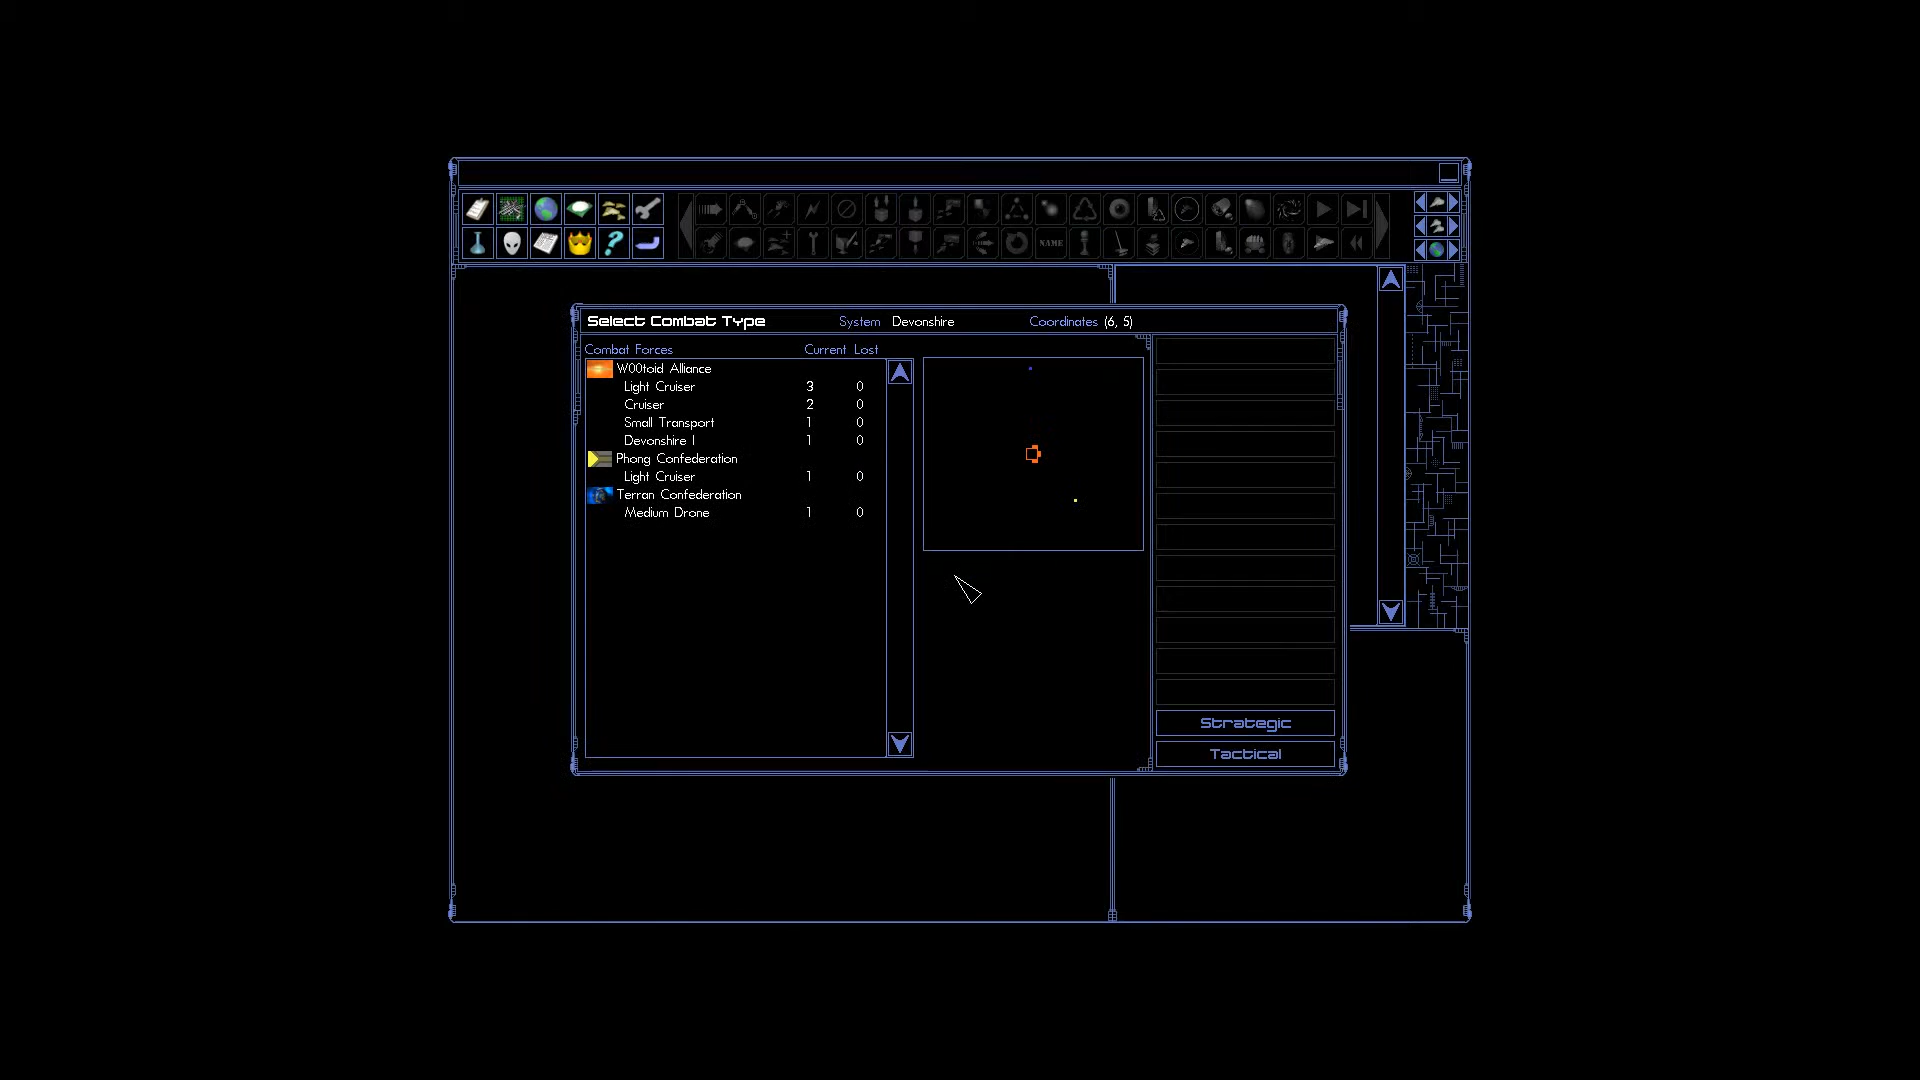 NAME
Select Combat Type System Devonshire Coordinates (6, 5)
Combat Forces Current Lost
W00toid Alliance
Light Cruiser 3 0
Cruiser 2 0
Small Transport 1 0
Devonshire I 1 0
Phong Confederation
Light Cruiser 1 0
Terran Confederation
Medium Drone 1 0
Strategic
Tactical